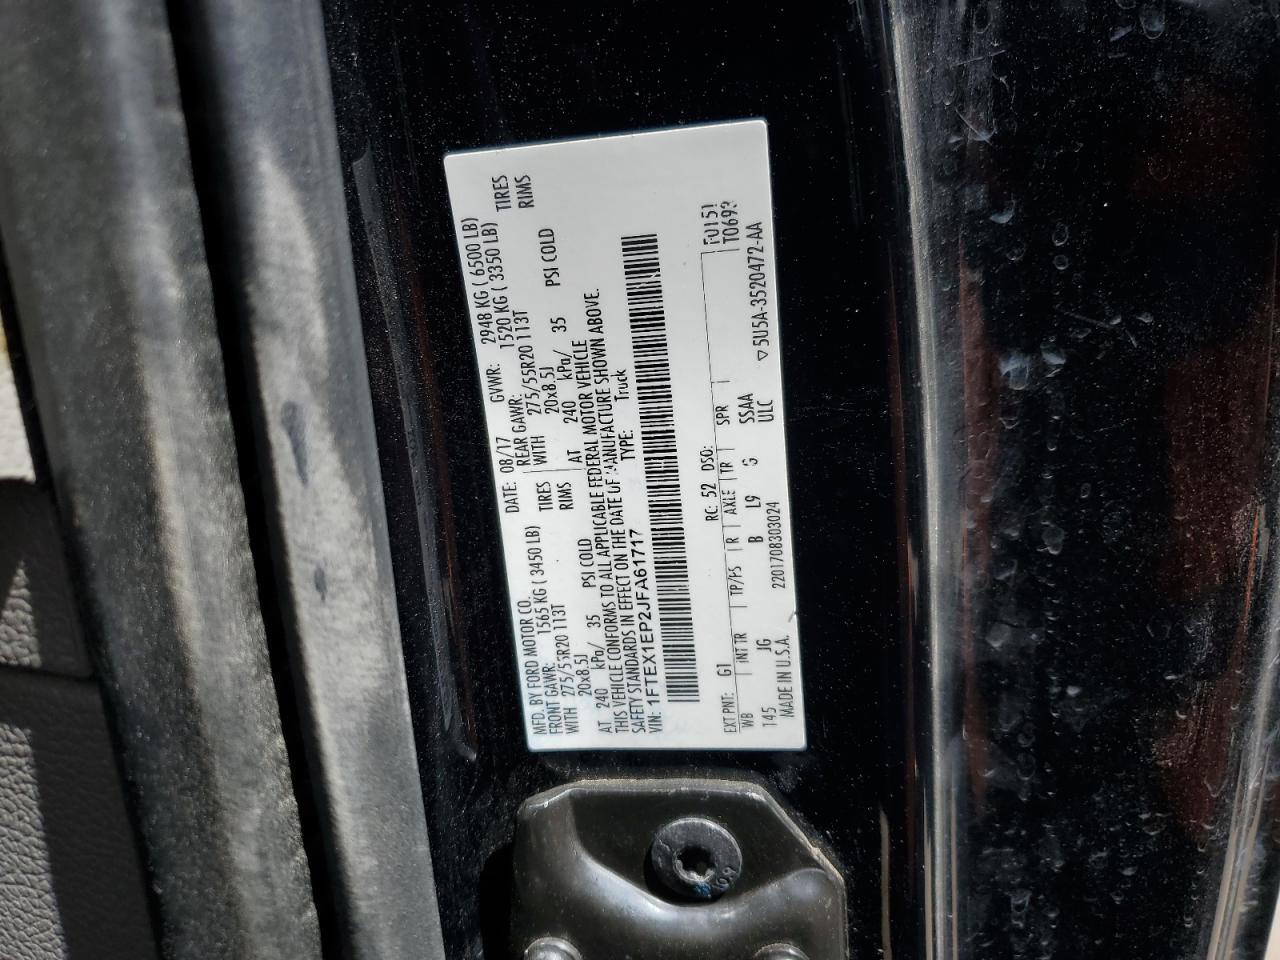 MFD. BY FORD MOTOR CO. DATE: 08/17 GVWR: 2948 KG ( 6500 LB)
FRONT GAWR: 1565 KG ( 3450 LB) REAR GAWR: 1520 KG ( 3350 LB)
WITH 275/55R20 113T TIRES WITH 275/55R20 113T TIRES
20x8.5J RIMS 20x8.5J RIMS
AT 240 kPa/ 35 PSI COLD AT 240 kPa/ 35 PSI COLD
THIS VEHICLE CONFORMS TO ALL APPLICABLE FEDERAL MOTOR VEHICLE
SAFETY STANDARDS IN EFFECT ON THE DATE OF MANUFACTURE SHOWN ABOVE.
VIN: 1FTEX1EP2JFA61717 TYPE: Truck
EXT PNT: G1 RC: 52 DSO: FU151
WB INT TR TP/PS R AXLE TR SPR T0693
145 JG B L9 G SSAA
MADE IN U.S.A. 2201708303024 ULC ▽5U5A-3520472-AA